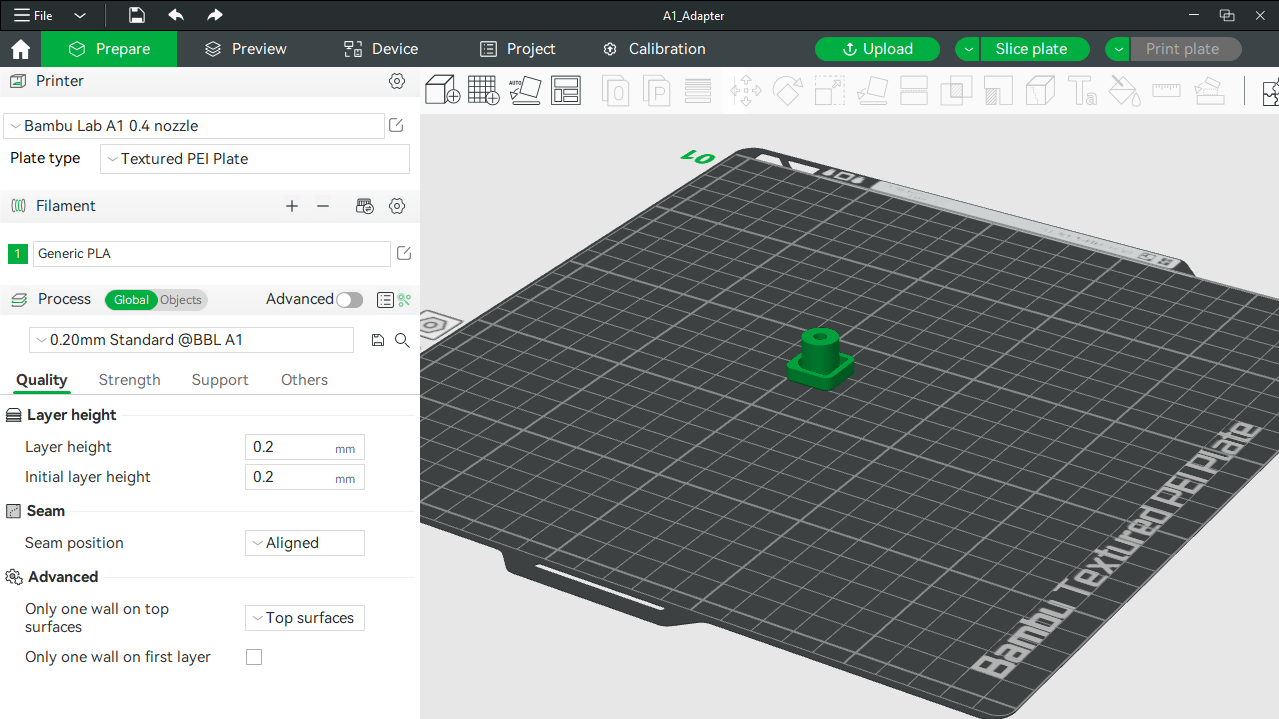 File
A1_Adapter
Prepare
Preview
Device
Project
Calibration
Upload
Slice plate
Print plate
Printer
AUTO
Bambu Lab A1 0.4 nozzle
Plate type
Textured PEI Plate
Filament
1
Generic PLA
Process
Global
Objects
Advanced
0.20mm Standard @BBL A1
Quality
Strength
Support
Others
Layer height
Layer height
0.2
mm
Initial layer height
0.2
mm
Seam
Seam position
Aligned
Advanced
Only one wall on top
surfaces
Top surfaces
Only one wall on first layer
01
Bambu Textured PEI Plate